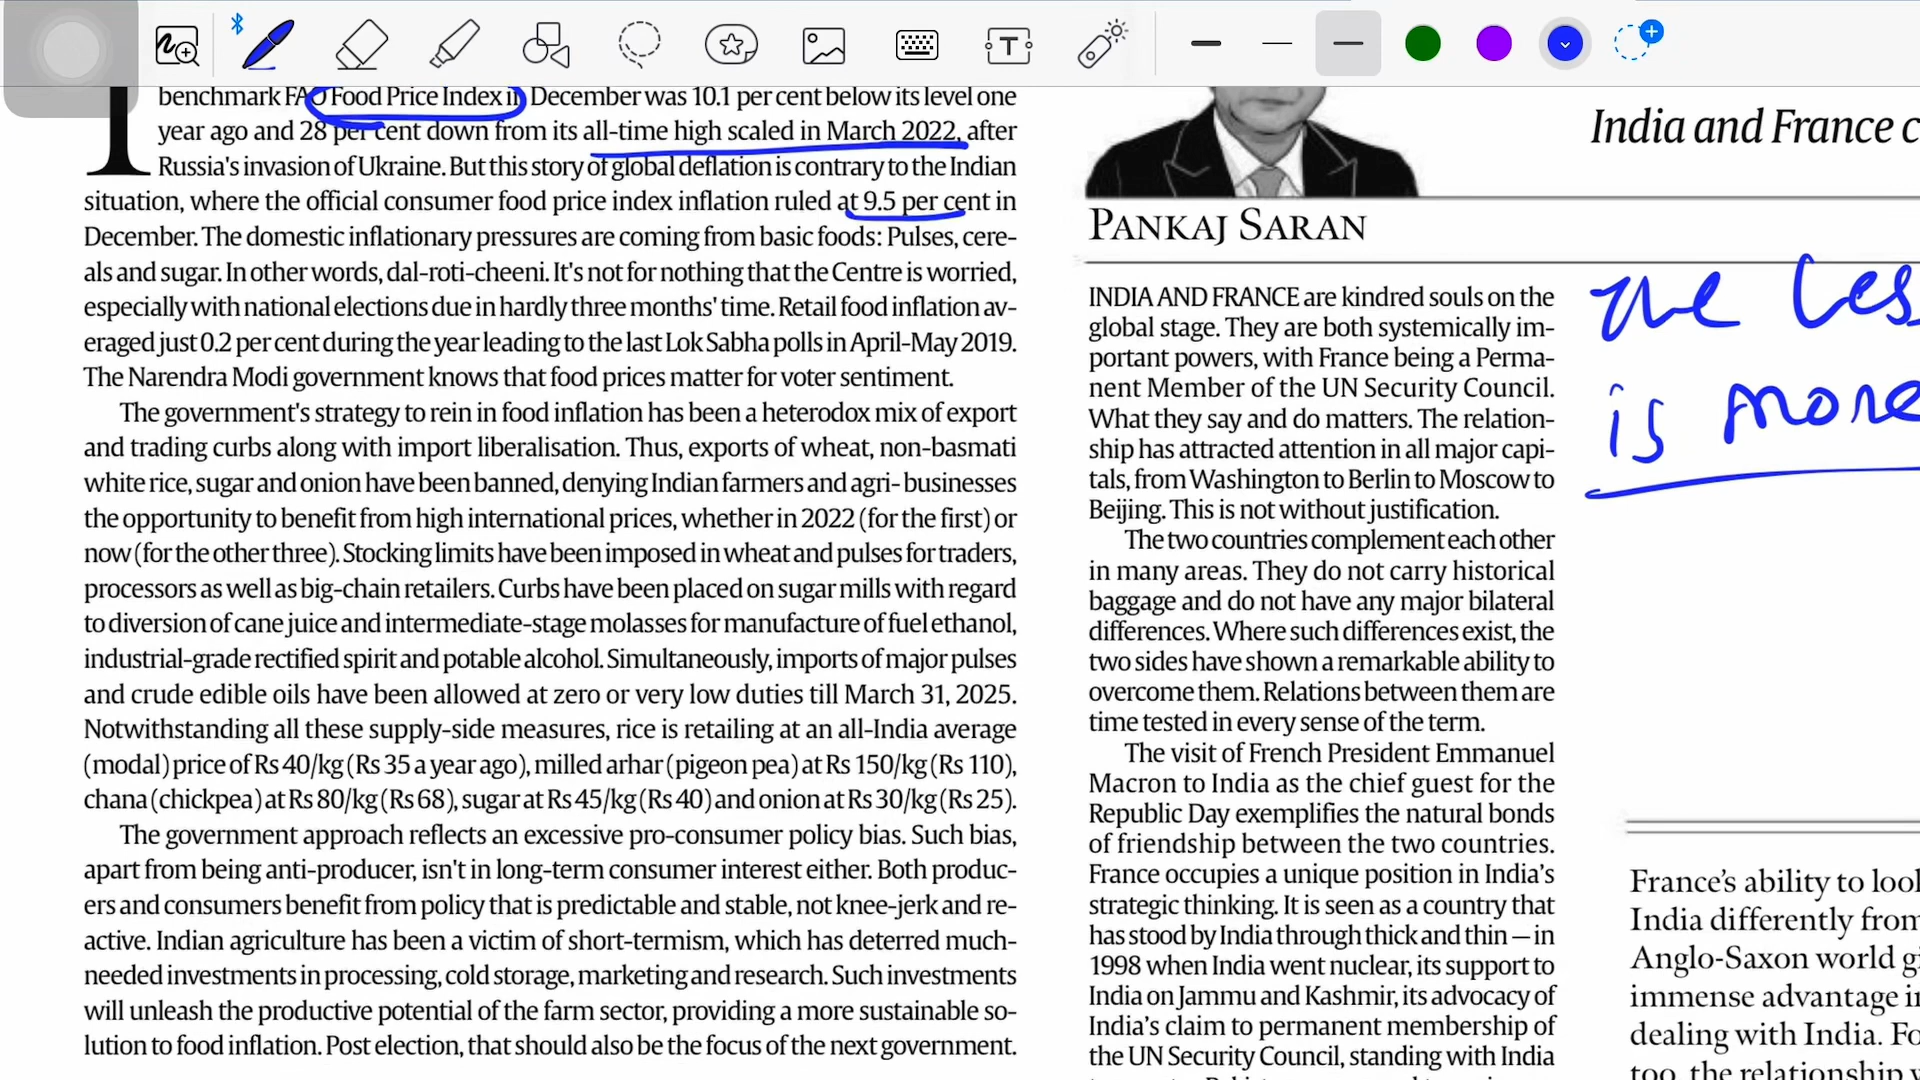 benchmark FAO Food Price Index in December was 10.1 per cent below its level one
year ago and 28 per cent down from its all-time high scaled in March 2022, after
Russia's invasion of Ukraine. But this story of global deflation is contrary to the Indian
situation, where the official consumer food price index inflation ruled at 9.5 per cent in
December. The domestic inflationary pressures are coming from basic foods: Pulses, cere-
als and sugar. In other words, dal-roti-cheeni. It's not for nothing that the Centre is worried,
especially with national elections due in hardly three months' time. Retail food inflation av-
eraged just 0.2 per cent during the year leading to the last Lok Sabha polls in April-May 2019.
The Narendra Modi government knows that food prices matter for voter sentiment.
The government's strategy to rein in food inflation has been a heterodox mix of export
and trading curbs along with import liberalisation. Thus, exports of wheat, non-basmati
white rice, sugar and onion have been banned, denying Indian farmers and agri- businesses
the opportunity to benefit from high international prices, whether in 2022 (for the first) or
now (for the other three). Stocking limits have been imposed in wheat and pulses for traders,
processors as well as big-chain retailers. Curbs have been placed on sugar mills with regard
to diversion of cane juice and intermediate-stage molasses for manufacture of fuel ethanol,
industrial-grade rectified spirit and potable alcohol. Simultaneously, imports of major pulses
and crude edible oils have been allowed at zero or very low duties till March 31, 2025.
Notwithstanding all these supply-side measures, rice is retailing at an all-India average
(modal) price of Rs 40/kg (Rs 35 a year ago), milled arhar (pigeon pea) at Rs 150/kg (Rs 110),
chana (chickpea) at Rs 80/kg (Rs 68), sugar at Rs 45/kg (Rs 40) and onion at Rs 30/kg (Rs 25).
The government approach reflects an excessive pro-consumer policy bias. Such bias,
apart from being anti-producer, isn't in long-term consumer interest either. Both produc-
ers and consumers benefit from policy that is predictable and stable, not knee-jerk and re-
active. Indian agriculture has been a victim of short-termism, which has deterred much-
needed investments in processing, cold storage, marketing and research. Such investments
will unleash the productive potential of the farm sector, providing a more sustainable so-
lution to food inflation. Post election, that should also be the focus of the next government.
India and France c
PANKAJ SARAN
INDIA AND FRANCE are kindred souls on the
global stage. They are both systemically im-
portant powers, with France being a Perma-
nent Member of the UN Security Council.
What they say and do matters. The relation-
ship has attracted attention in all major capi-
tals, from Washington to Berlin to Moscow to
Beijing. This is not without justification.
The two countries complement each other
in many areas. They do not carry historical
baggage and do not have any major bilateral
differences. Where such differences exist, the
two sides have shown a remarkable ability to
overcome them. Relations between them are
time tested in every sense of the term.
The visit of French President Emmanuel
Macron to India as the chief guest for the
Republic Day exemplifies the natural bonds
of friendship between the two countries.
France occupies a unique position in India's
strategic thinking. It is seen as a country that
has stood by India through thick and thin — in
1998 when India went nuclear, its support to
India on Jammu and Kashmir, its advocacy of
India's claim to permanent membership of
the UN Security Council, standing with India
the les
is more
France's ability to look
India differently from
Anglo-Saxon world gi
immense advantage in
dealing with India. Fo
too, the relationship